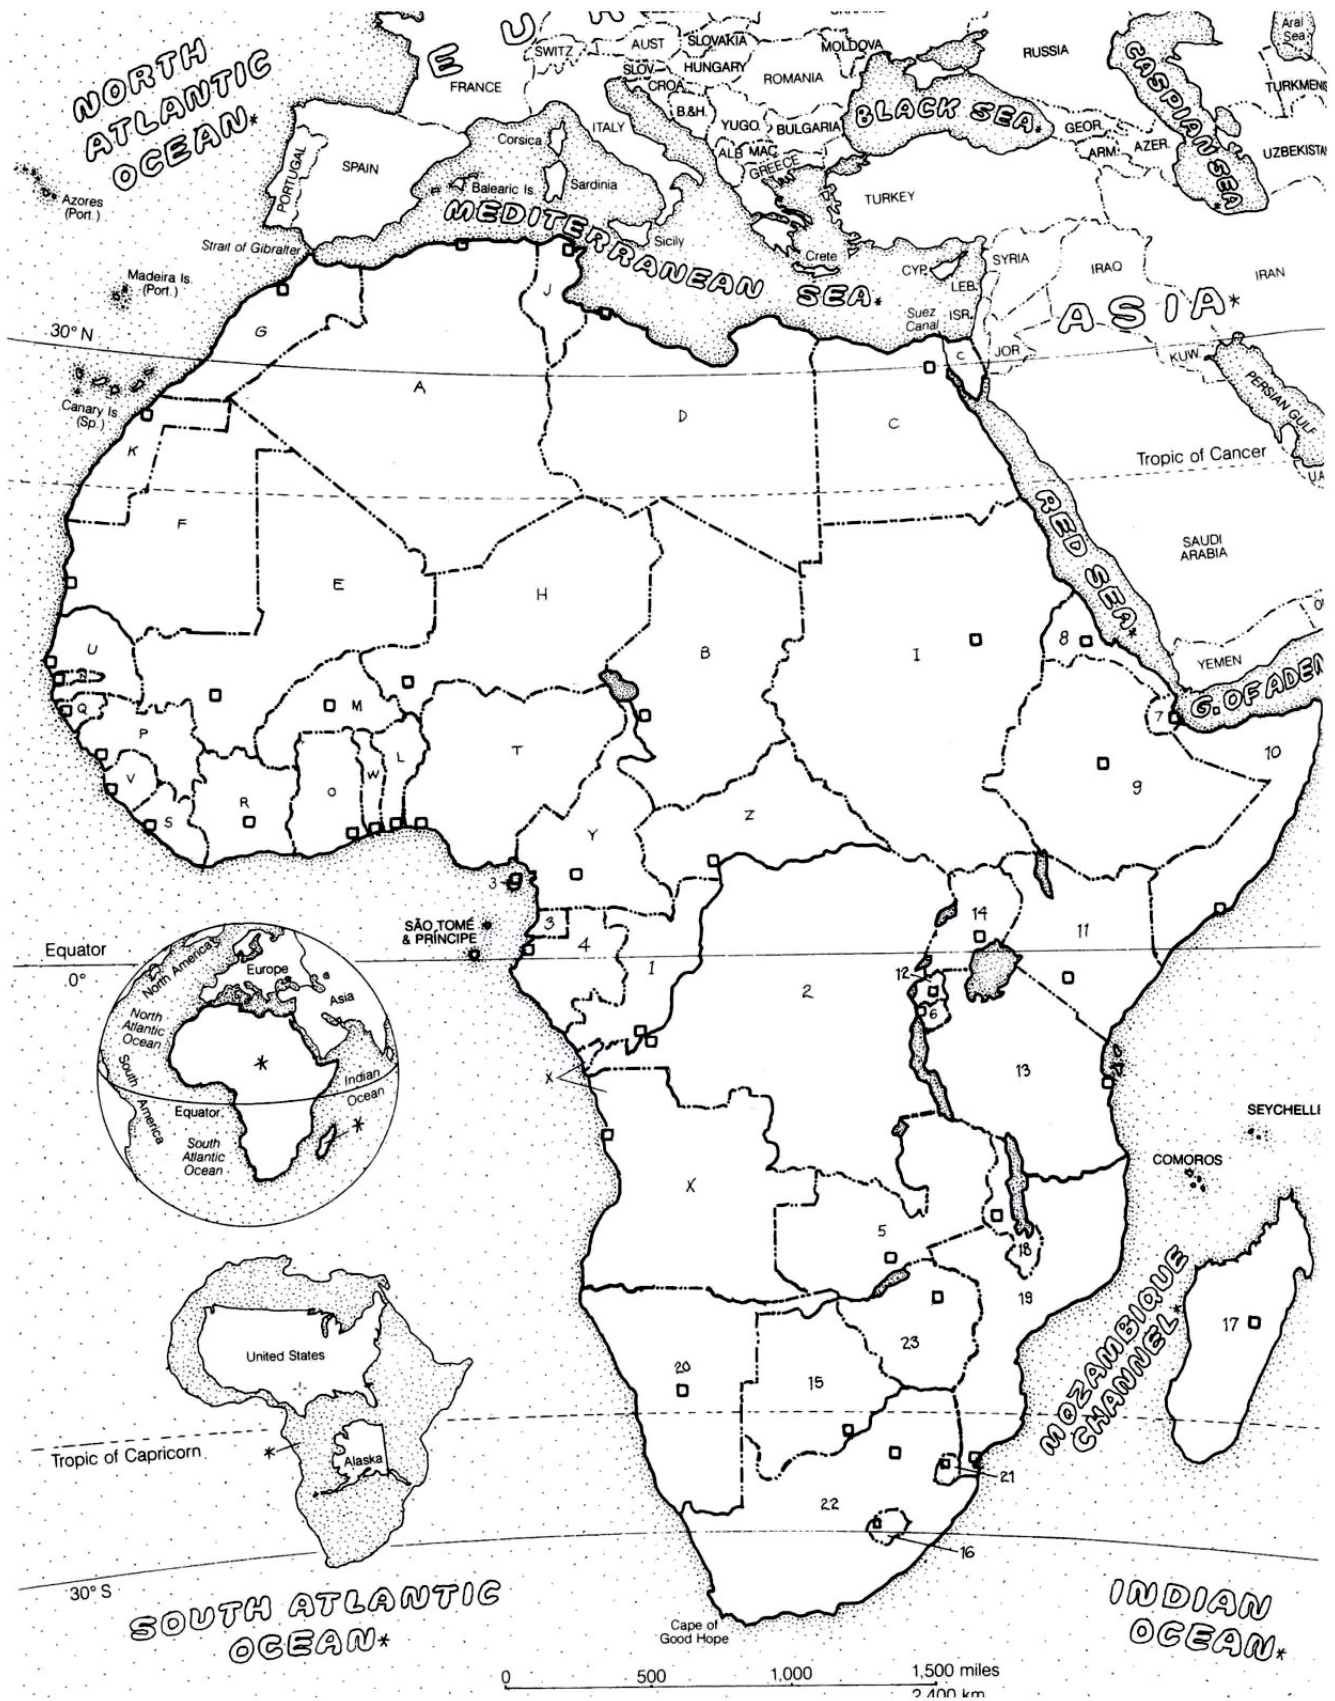 E U R
NORTH
ATLANTIC
OCEAN*
SWITZ
AUST
SLOVAKIA
MOLDOVA
RUSSIA
Aral
Sea
FRANCE
SLOV.
HUNGARY
ROMANIA
CROA.
CASPIAN SEA*
TURKMENS
B.&H.
YUGO.
BULGARIA
BLACK SEA*
GEOR.
Corsica
ITALY
ALB
MAC.
GREECE
ARM.
AZER.
UZBEKISTA
PORTUGAL
SPAIN
Balearic Is.
Sardinia
TURKEY
Azores
(Port.)
MEDITERRANEAN SEA*
Strait of Gibralter
Sicily
Crete
CYP.
SYRIA
IRAQ
IRAN
Madeira Is.
(Port.)
LEB.
J
ASIA*
G
Suez
Canal
ISR.
30° N
C
JOR
KUW.
A
PERSIAN GULF
Canary Is
(Sp.)
D
C
K
Tropic of Cancer
U.A
F
RED SEA*
SAUDI
ARABIA
E
H
I
B
8
U
YEMEN
N
G. OF ADEN
Q
M
7
P
T
10
V
L
W
9
R
O
S
Z
Y
3
14
SÃO TOMÉ
& PRÍNCIPE
3
11
Equator
4
0°
1
2
12
6
North America
Europe
Asia
North
Atlantic
Ocean
13
X
South
America
Indian
Ocean
*
Equator
South
Atlantic
Ocean
*
SEYCHELL
COMOROS
X
5
18
19
MOZAMBIQUE
CHANNEL*
17
United States
23
20
15
Tropic of Capricorn
*
Alaska
21
22
16
30° S
SOUTH ATLANTIC
OCEAN*
INDIAN
OCEAN*
Cape of
Good Hope
0 500 1,000 1,500 miles
2,400 km